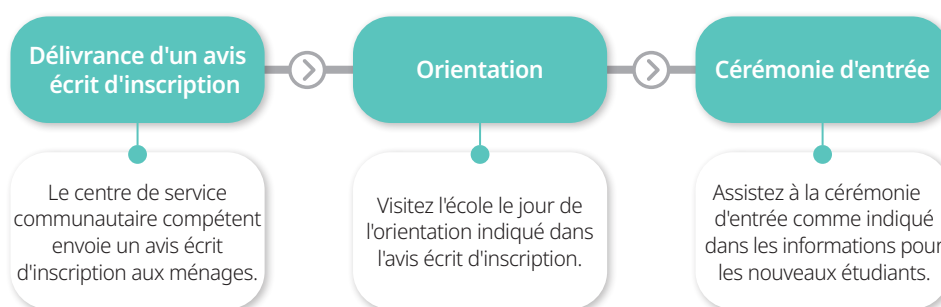 Délivrance d'un avis
écrit d'inscription
Orientation
Cérémonie d'entrée
Le centre de service
communautaire compétent
envoie un avis écrit
d'inscription aux ménages.
Visitez l'école le jour de
l'orientation indiqué dans
l'avis écrit d'inscription.
Assistez à la cérémonie
d'entrée comme indiqué
dans les informations pour
les nouveaux étudiants.